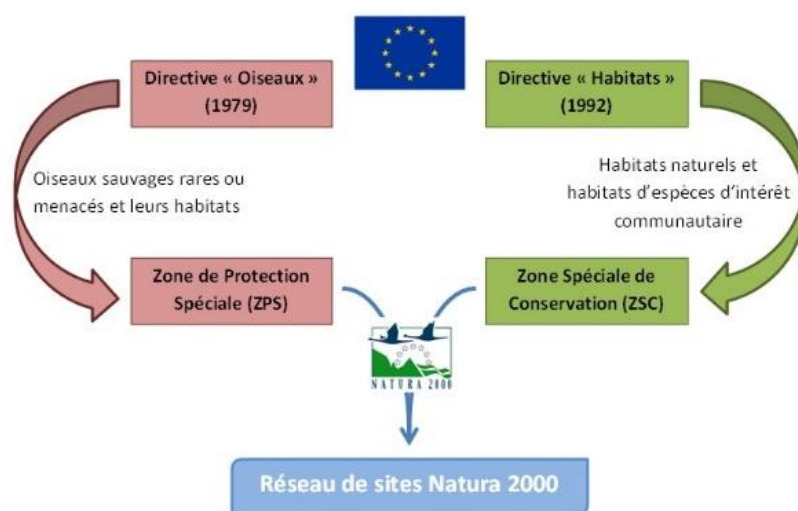 Directive « Oiseaux »
(1979)
Directive « Habitats »
(1992)
Oiseaux sauvages rares ou
menacés et leurs habitats
Habitats naturels et
habitats d'espèces d'intérêt
communautaire
Zone de Protection
Spéciale (ZPS)
Zone Spéciale de
Conservation (ZSC)
NATURA 2000
Réseau de sites Natura 2000